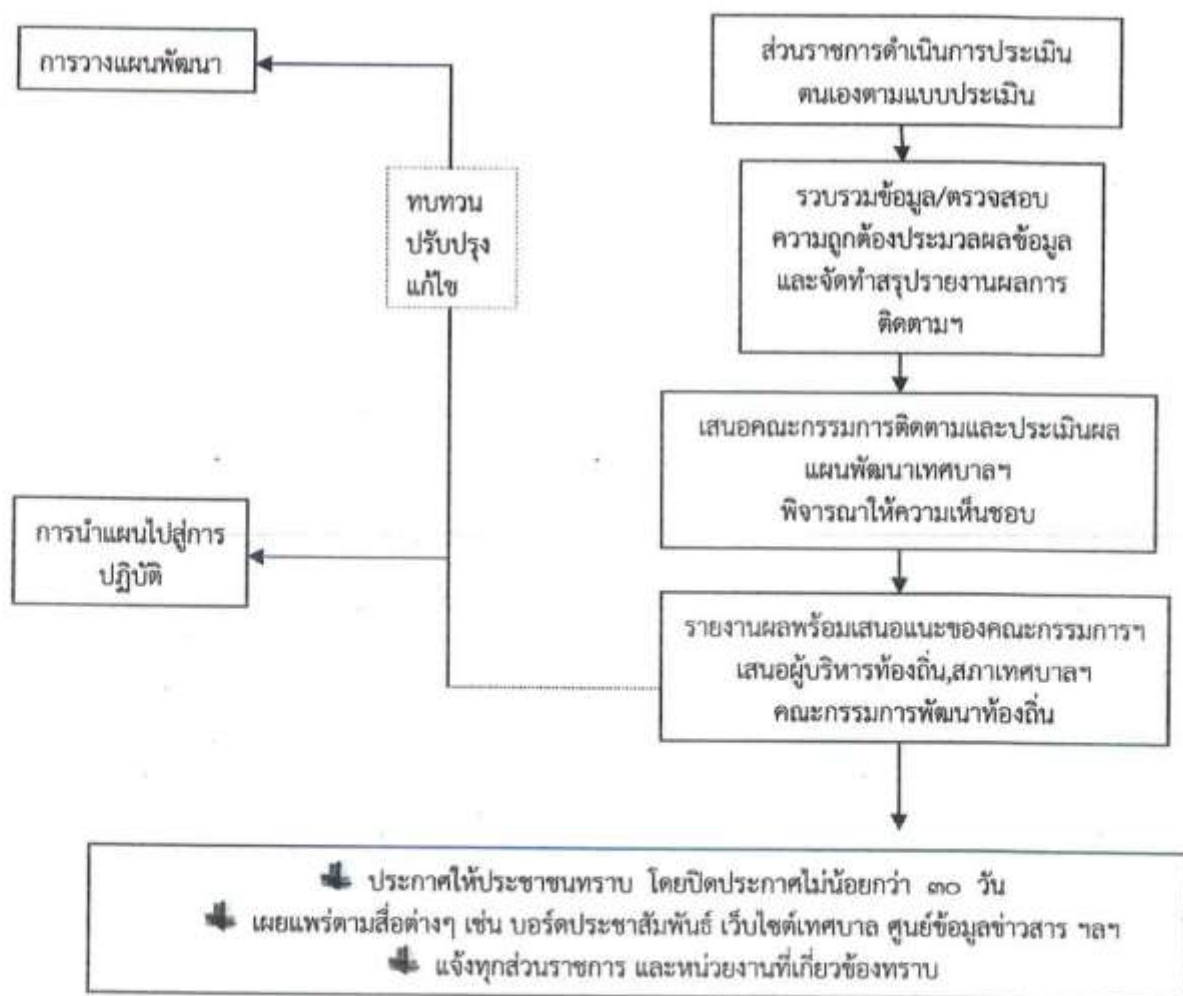 การวางแผนพัฒนา
ส่วนราชการดำเนินการประเมิน
ตนเองตามแบบประเมิน
ทบทวน
ปรับปรุง
แก้ไข
รวบรวมข้อมูล/ตรวจสอบ
ความถูกต้องประมวลผลข้อมูล
และจัดทำสรุปรายงานผลการ
ติดตามฯ
เสนอคณะกรรมการติดตามและประเมินผล
แผนพัฒนาเทศบาลฯ
พิจารณาให้ความเห็นชอบ
การนำแผนไปสู่การ
ปฏิบัติ
รายงานผลพร้อมเสนอแนะของคณะกรรมการฯ
เสนอผู้บริหารท้องถิ่น,สภาเทศบาลฯ
คณะกรรมการพัฒนาท้องถิ่น
ประกาศให้ประชาชนทราบ โดยปิดประกาศไม่น้อยกว่า ๓๐ วัน
เผยแพร่ตามสื่อต่างๆ เช่น บอร์ดประชาสัมพันธ์ เว็บไซต์เทศบาล ศูนย์ข้อมูลข่าวสาร ฯลฯ
แจ้งทุกส่วนราชการ และหน่วยงานที่เกี่ยวข้องทราบ